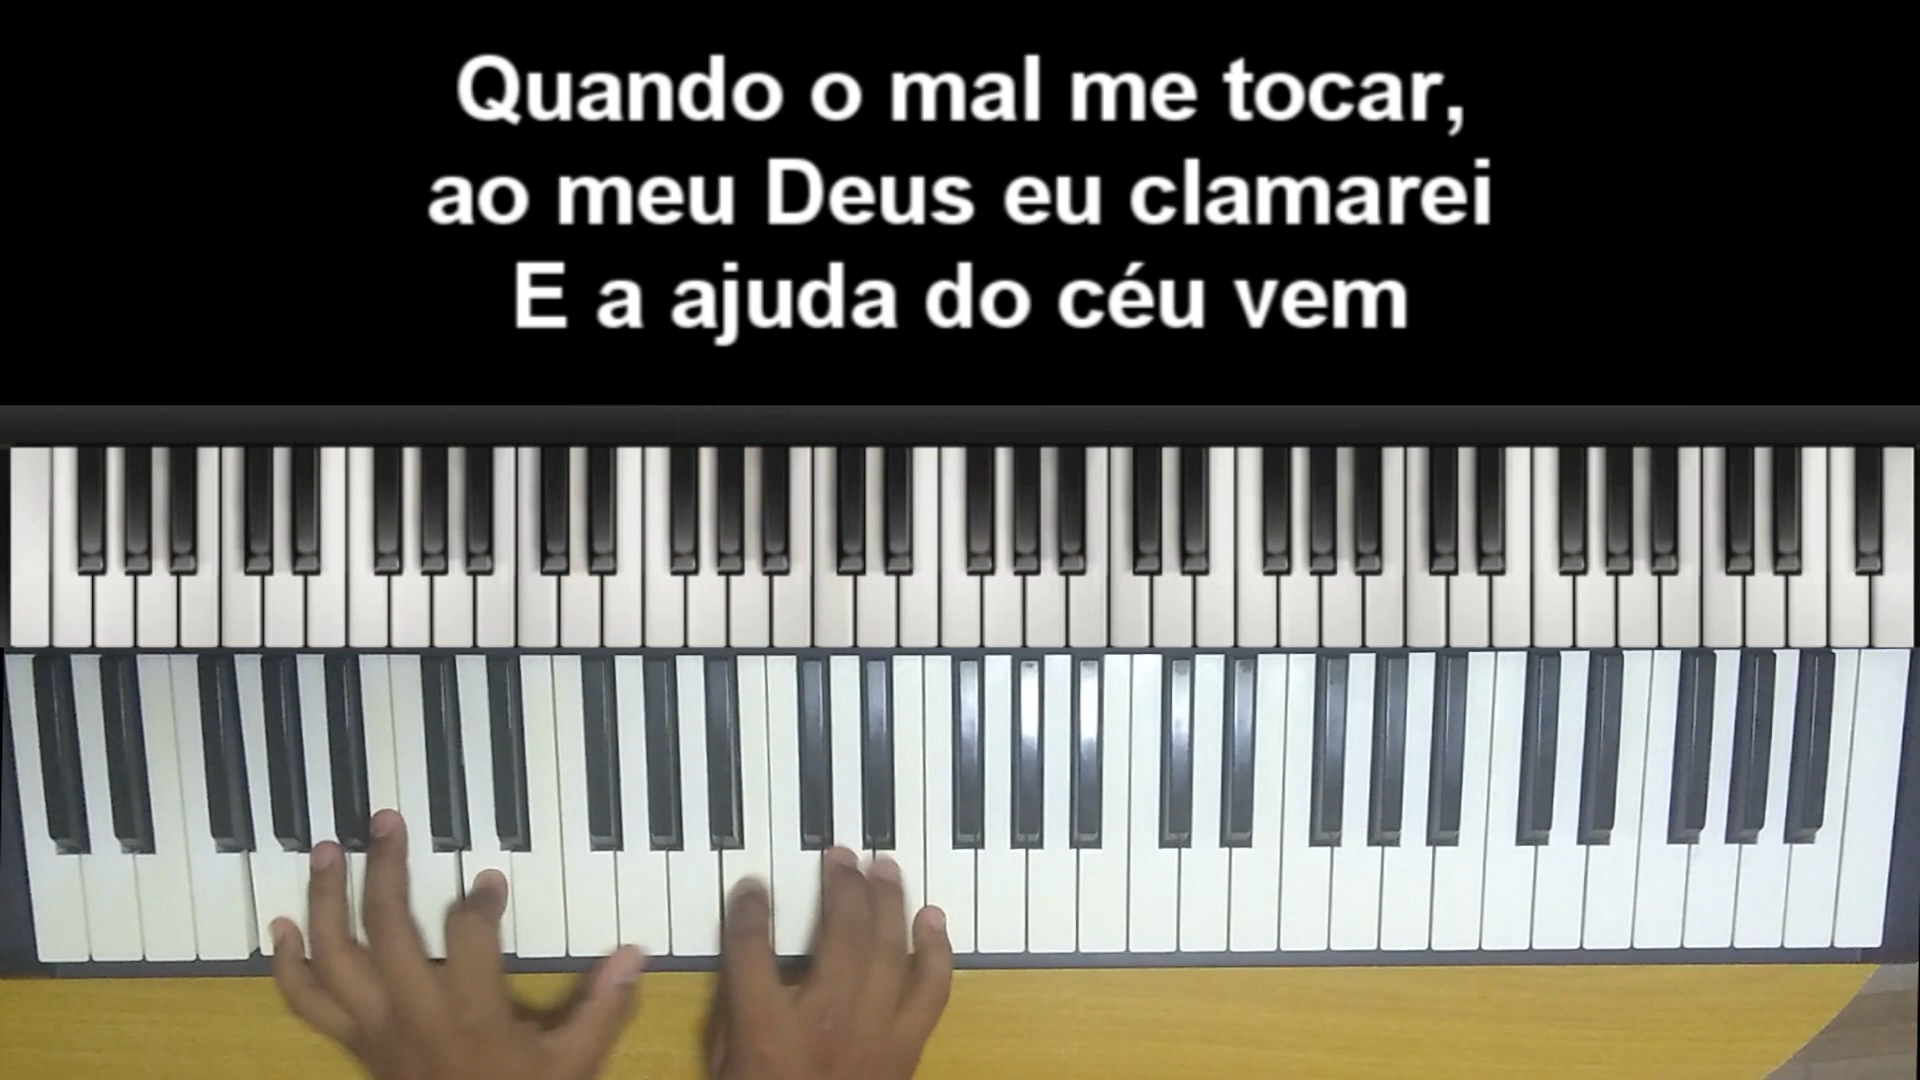 Quando o mal me tocar,
ao meu Deus eu clamarei
E a ajuda do céu vem